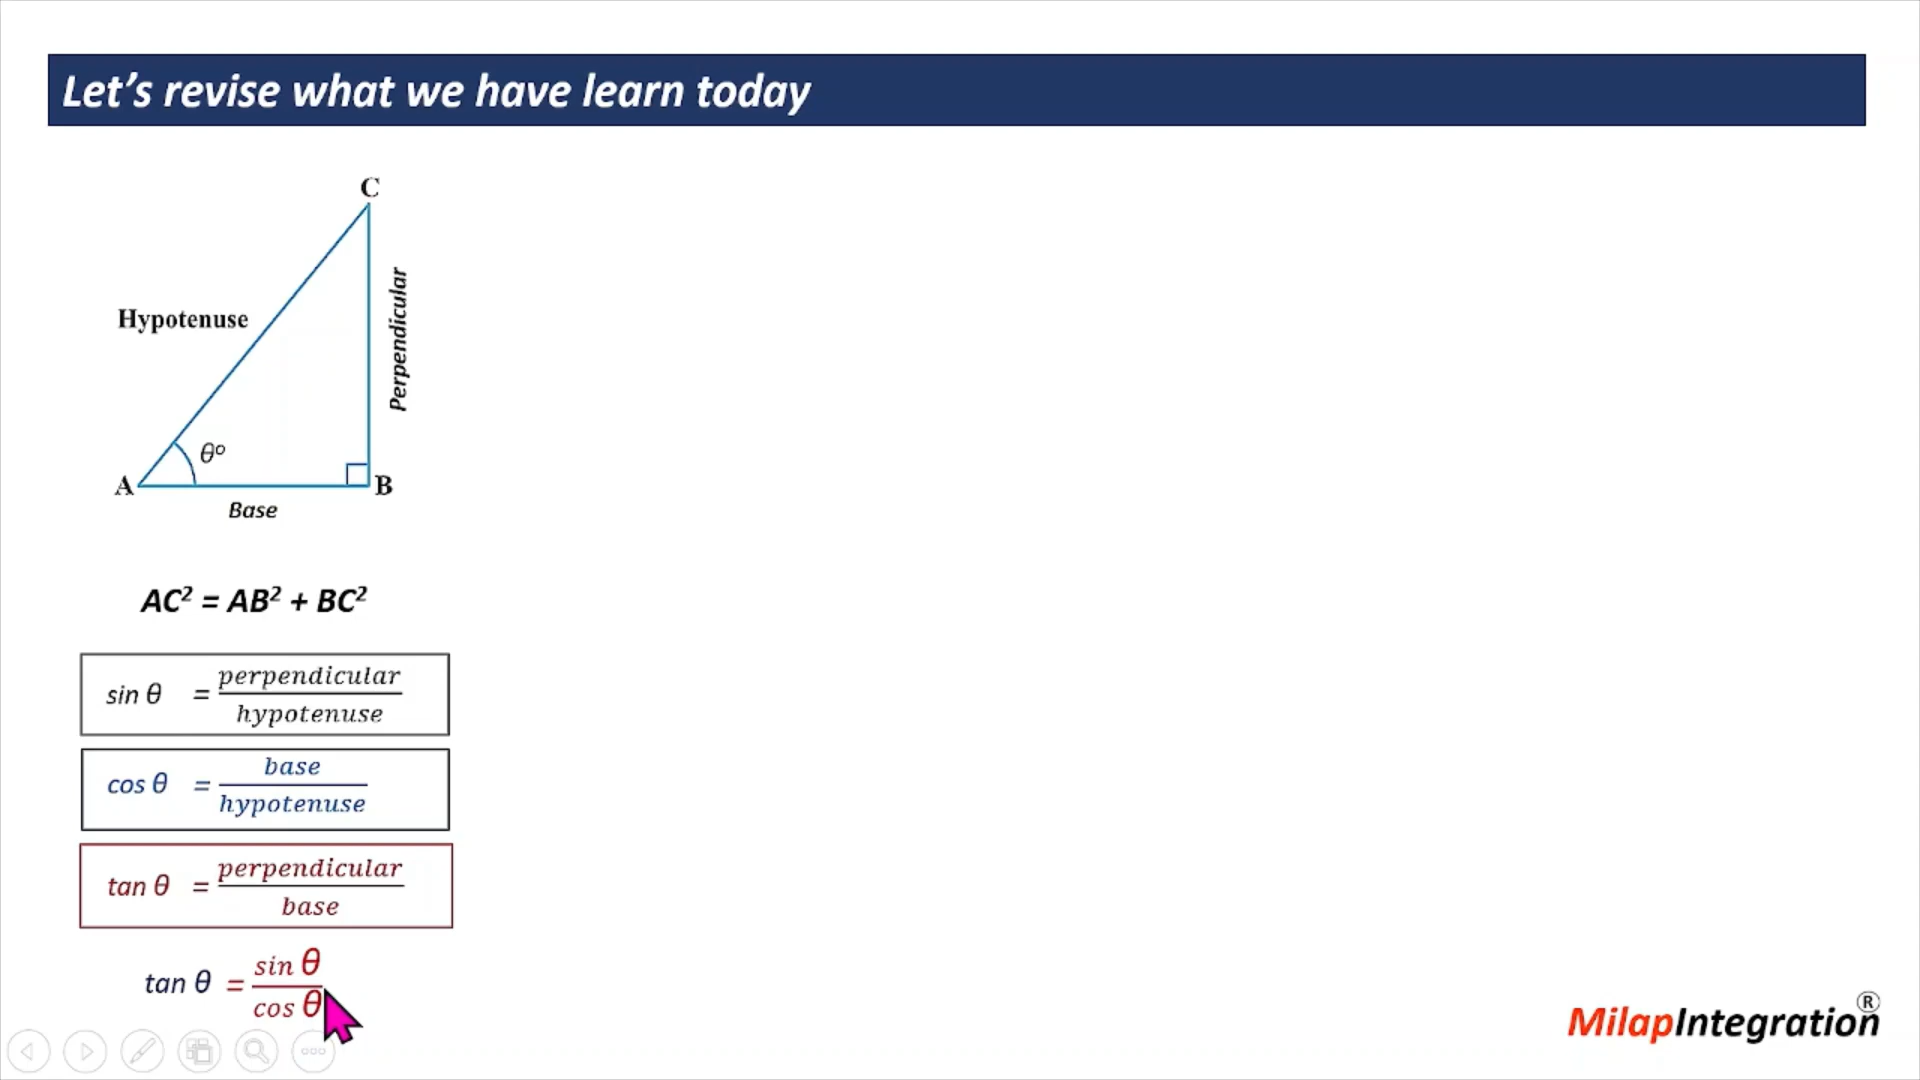 Let's revise what we have learn today
C
Hypotenuse
Perpendicular
θº
A
B
Base
AC² = AB² + BC²
sin θ = perpendicular / hypotenuse
cos θ = base / hypotenuse
tan θ = perpendicular / base
tan θ = sin θ / cos θ
MilapIntegration®